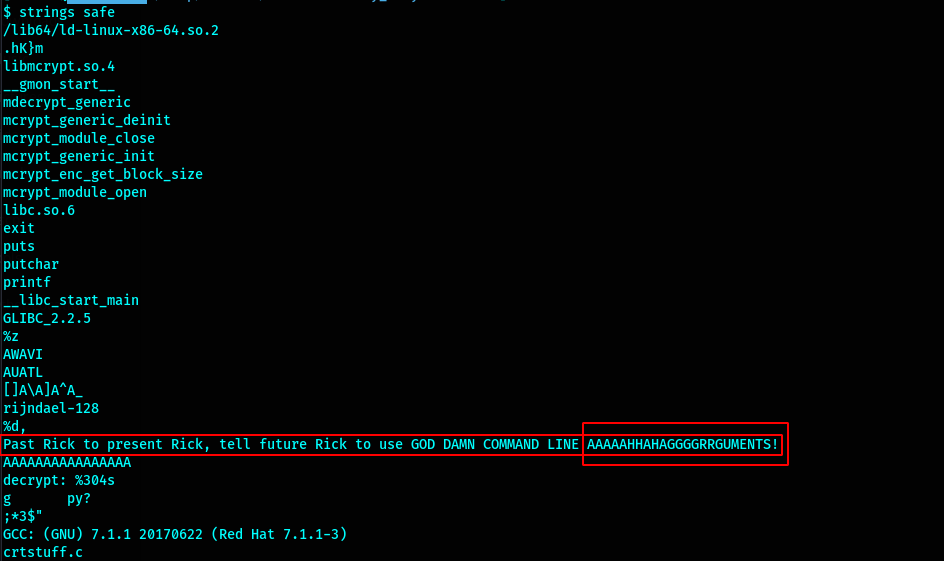 $ strings safe
/lib64/ld-linux-x86-64.so.2
.hK}m
libmcrypt.so.4
__gmon_start__
mdecrypt_generic
mcrypt_generic_deinit
mcrypt_module_close
mcrypt_generic_init
mcrypt_enc_get_block_size
mcrypt_module_open
libc.so.6
exit
puts
putchar
printf
__libc_start_main
GLIBC_2.2.5
%z
AWAVI
AUATL
[]A\A]A^A_
rijndael-128
%d,
Past Rick to present Rick, tell future Rick to use GOD DAMN COMMAND LINE AAAAAHHAHAGGGGRRGUMENTS!
AAAAAAAAAAAAAAAA
decrypt: %304s
g       py?
;*3$"
GCC: (GNU) 7.1.1 20170622 (Red Hat 7.1.1-3)
crtstuff.c